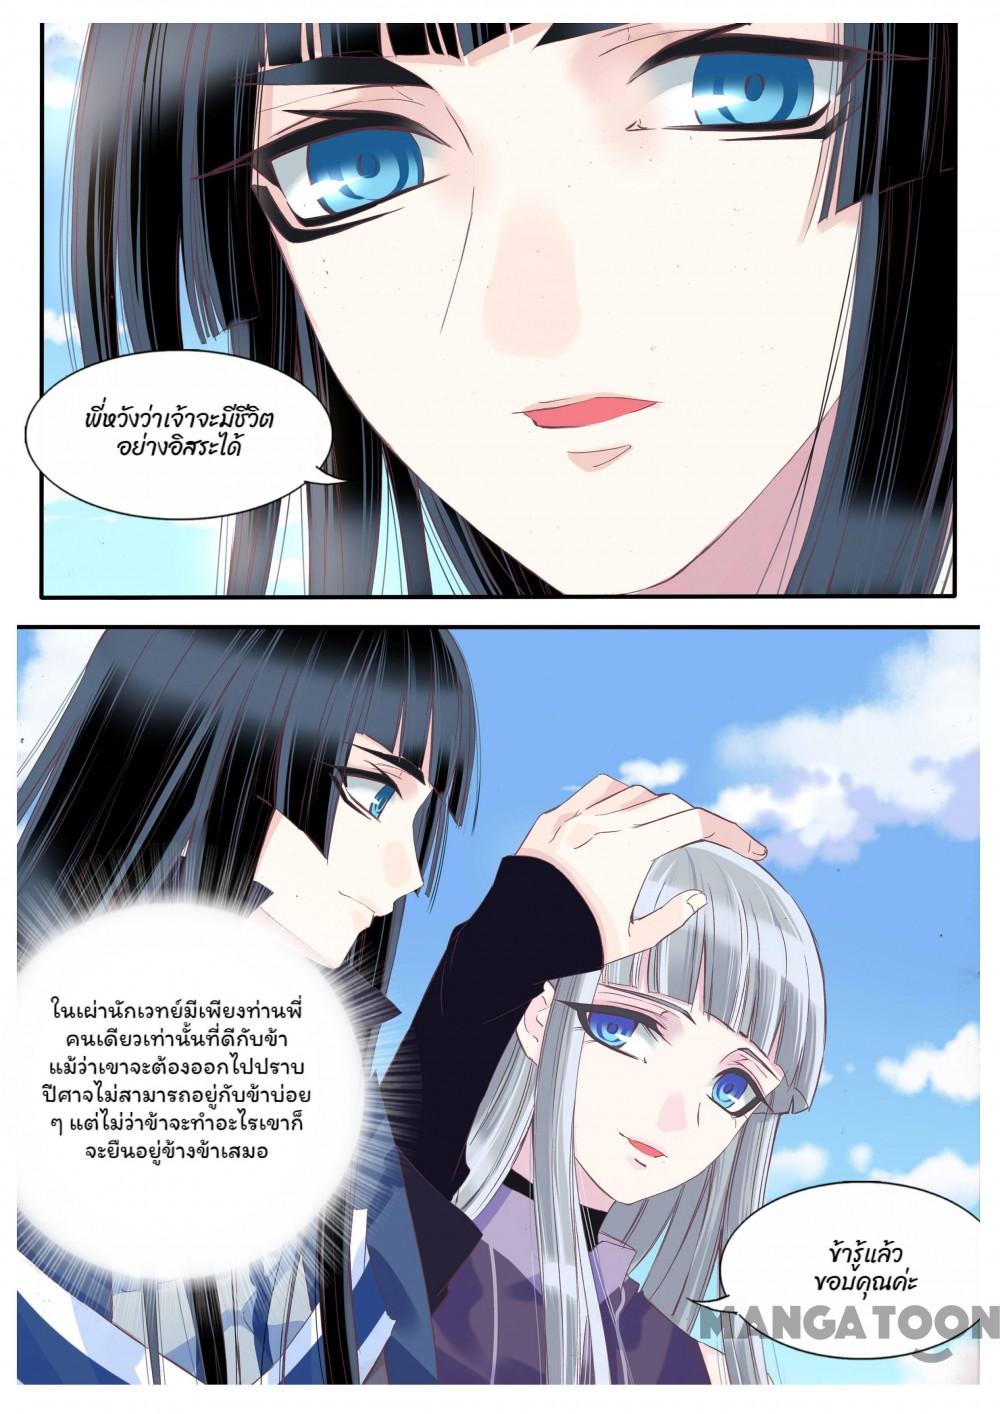 พี่หวังว่าเจ้าจะมีชีวิต
อย่างอิสระได้
ในเผ่านักเวทย์มีเพียงท่านพี่
คนเดียวเท่านั้นที่ดีกับข้า
แม้ว่าเขาจะต้องออกไปปราบ
ปีศาจไม่สามารถอยู่กับข้าบ่อย
ๆ แต่ไม่ว่าข้าจะทำอะไรเขาก็
จะยืนอยู่ข้างข้าเสมอ
ข้ารู้แล้ว
ขอบคุณค่ะ
MANGATOON